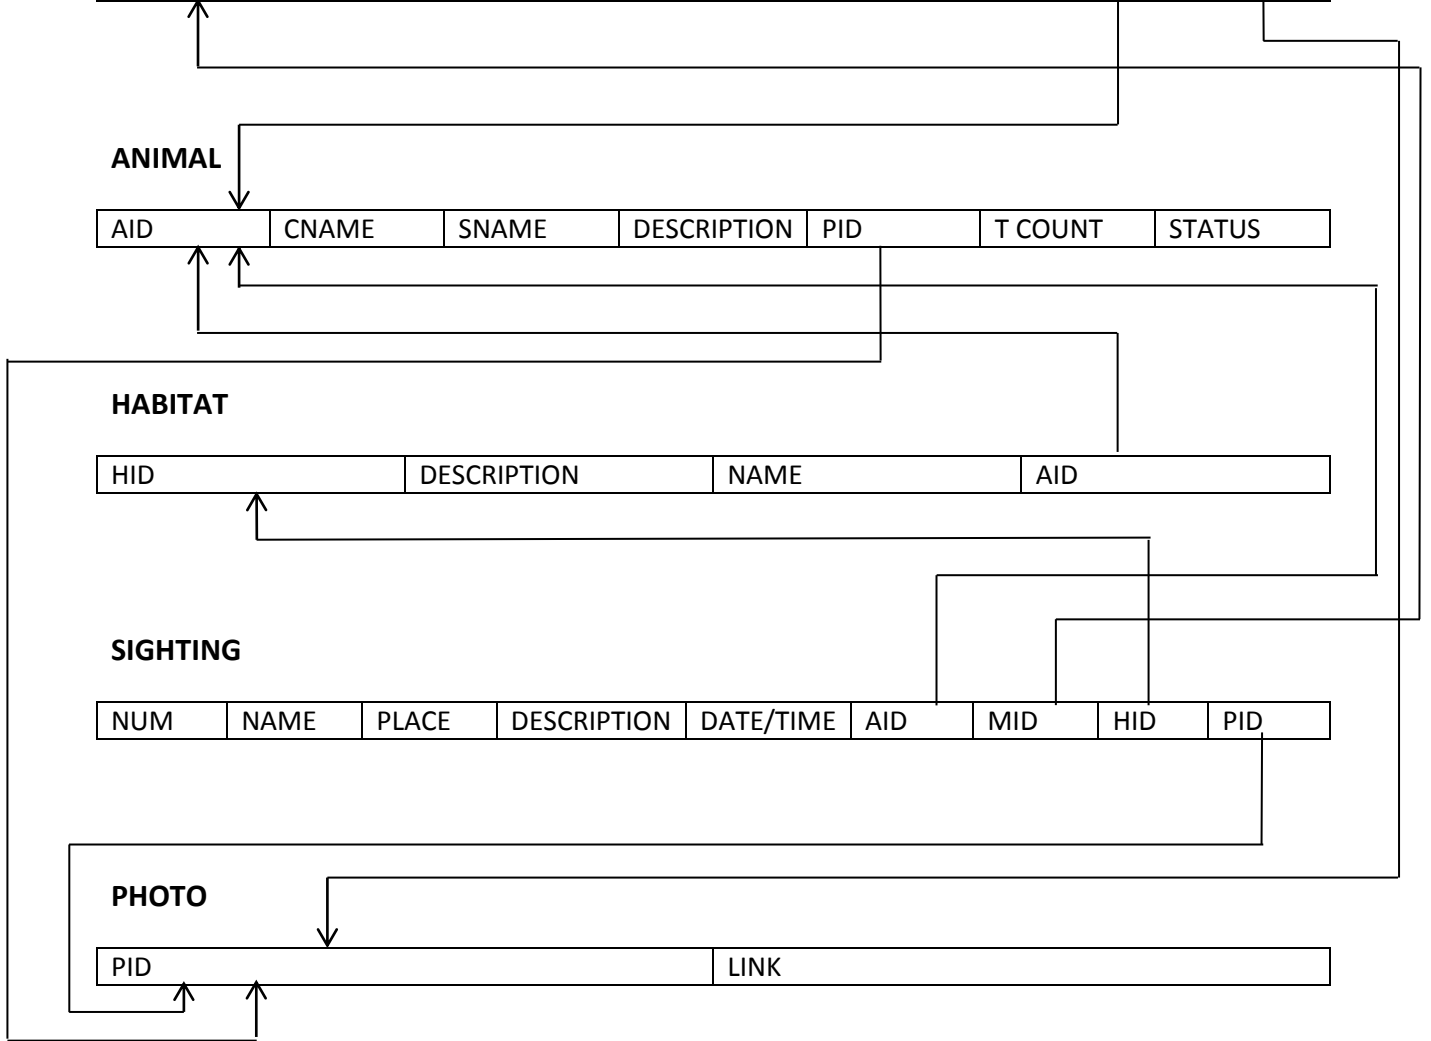 ANIMAL
AID CNAME SNAME DESCRIPTION PID T COUNT STATUS
HABITAT
HID DESCRIPTION NAME AID
SIGHTING
NUM NAME PLACE DESCRIPTION DATE/TIME AID MID HID PID
PHOTO
PID LINK